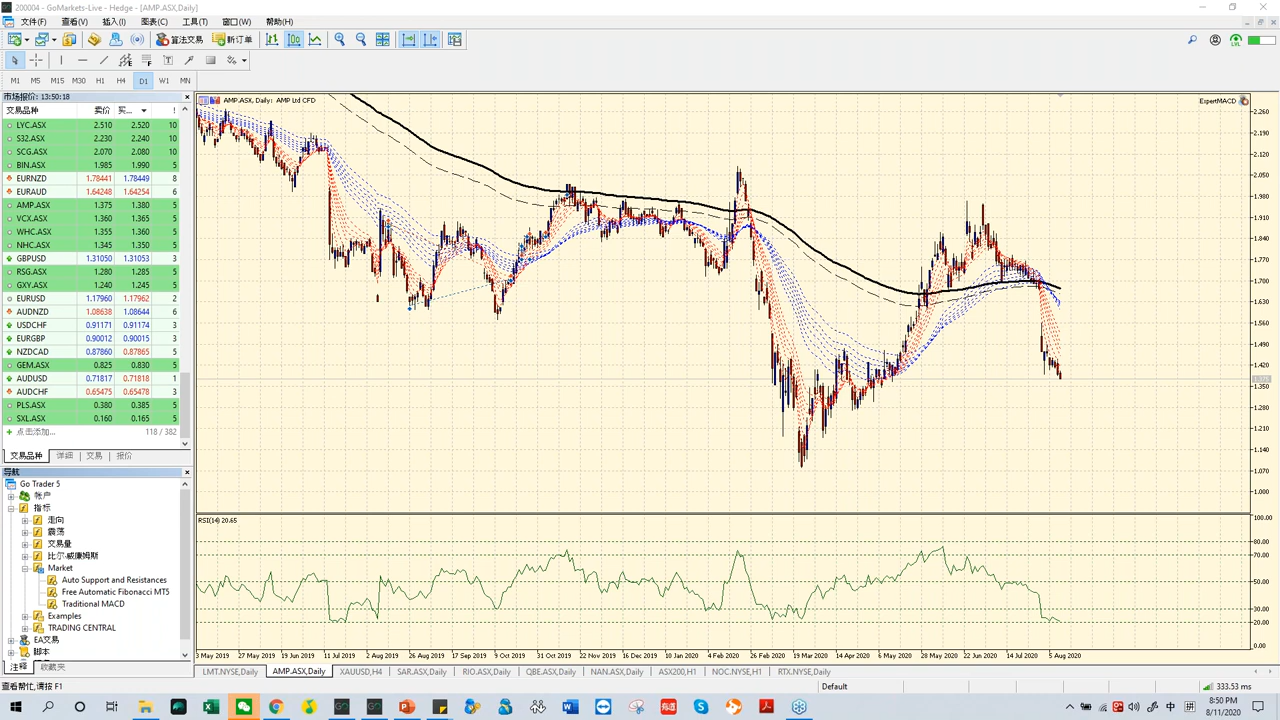 200004 - GoMarkets-Live - Hedge - [AMP.ASX,Daily]
文件(F) 查看(V) 插入(I) 图表(C) 工具(T) 窗口(W) 帮助(H)
算法交易 新订单
M1 M5 M15 M30 H1 H4 D1 W1 MN
市场报价: 13:50:18
交易品种 卖价 买... !
LYC.ASX 2.510 2.520 10
S32.ASX 2.230 2.240 10
SCG.ASX 2.070 2.080 10
BIN.ASX 1.985 1.990 5
EURNZD 1.78441 1.78449 8
EURAUD 1.64248 1.64254 6
AMP.ASX 1.375 1.380 5
VCX.ASX 1.360 1.365 5
WHC.ASX 1.355 1.360 5
NHC.ASX 1.345 1.350 5
GBPUSD 1.31050 1.31053 3
RSG.ASX 1.280 1.285 5
GXY.ASX 1.240 1.245 5
EURUSD 1.17960 1.17962 2
AUDNZD 1.08638 1.08644 6
USDCHF 0.91171 0.91174 3
EURGBP 0.90012 0.90015 3
NZDCAD 0.87860 0.87865 5
GEM.ASX 0.825 0.830 5
AUDUSD 0.71817 0.71818 1
AUDCHF 0.65475 0.65478 3
PLS.ASX 0.380 0.385 5
SXL.ASX 0.160 0.165 5
点击添加... 118 / 382
交易品种 详细 交易 报价
导航
Go Trader 5
帐户
指标
走向
震荡
交易量
比尔·威廉姆斯
Market
Auto Support and Resistances
Free Automatic Fibonacci MT5
Traditional MACD
Examples
TRADING CENTRAL
EA交易
脚本
注释 收藏夹
AMP.ASX, Daily: AMP Ltd CFD
ExpertMACD
2.260
2.190
2.120
2.050
1.980
1.910
1.840
1.770
1.700
1.630
1.560
1.490
1.420
1.375
1.350
1.280
1.210
1.140
1.070
1.000
RSI(14) 20.65
100.00
80.00
70.00
50.00
30.00
20.00
0.00
3 May 2019 27 May 2019 19 Jun 2019 11 Jul 2019 2 Aug 2019 26 Aug 2019 17 Sep 2019 9 Oct 2019 31 Oct 2019 22 Nov 2019 16 Dec 2019 10 Jan 2020 4 Feb 2020 26 Feb 2020 19 Mar 2020 14 Apr 2020 6 May 2020 28 May 2020 22 Jun 2020 14 Jul 2020 5 Aug 2020
LMT.NYSE,Daily AMP.ASX,Daily XAUUSD,H4 SAR.ASX,Daily RIO.ASX,Daily QBE.ASX,Daily NAN.ASX,Daily ASX200,H1 NOC.NYSE,H1 RTX.NYSE,Daily
查看帮忙,请按 F1 Default 333.53 ms
中
8:50 PM
8/11/2020